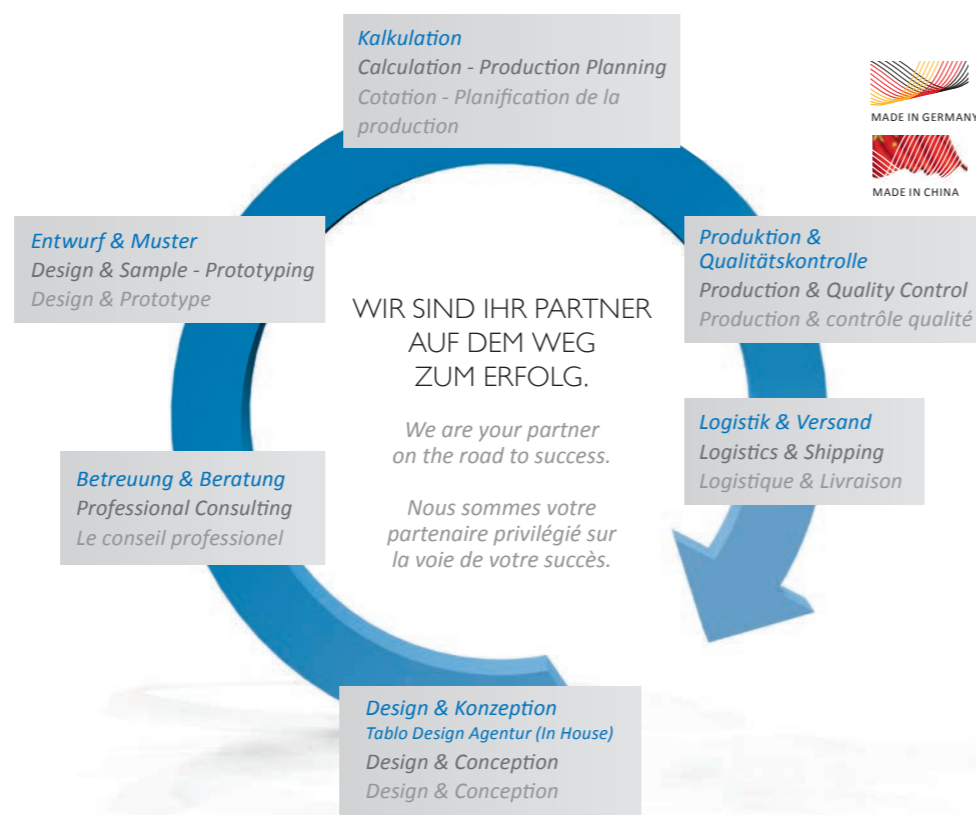 Kalkulation
Calculation - Production Planning
Cotation - Planification de la
production
MADE IN GERMANY
MADE IN CHINA
Entwurf & Muster
Design & Sample - Prototyping
Design & Prototype
Produktion &
Qualitätskontrolle
Production & Quality Control
Production & contrôle qualité
WIR SIND IHR PARTNER
AUF DEM WEG
ZUM ERFOLG.
We are your partner
on the road to success.
Nous sommes votre
partenaire privilégié sur
la voie de votre succès.
Logistik & Versand
Logistics & Shipping
Logistique & Livraison
Betreuung & Beratung
Professional Consulting
Le conseil professionel
Design & Konzeption
Tablo Design Agentur (In House)
Design & Conception
Design & Conception